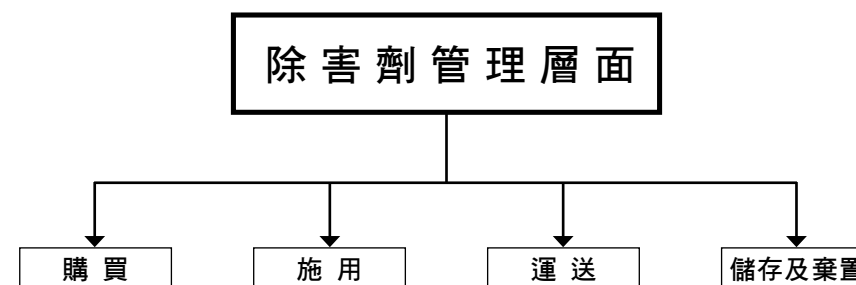 除害劑管理層面
購買
施用
運送
儲存及棄置